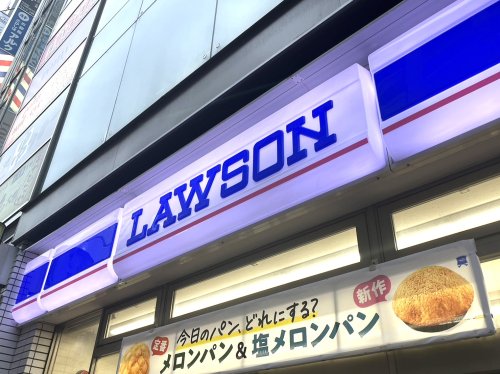 LAWSON
今日のパン、どれにする?
定番
メロンパン & 塩メロンパン
新作